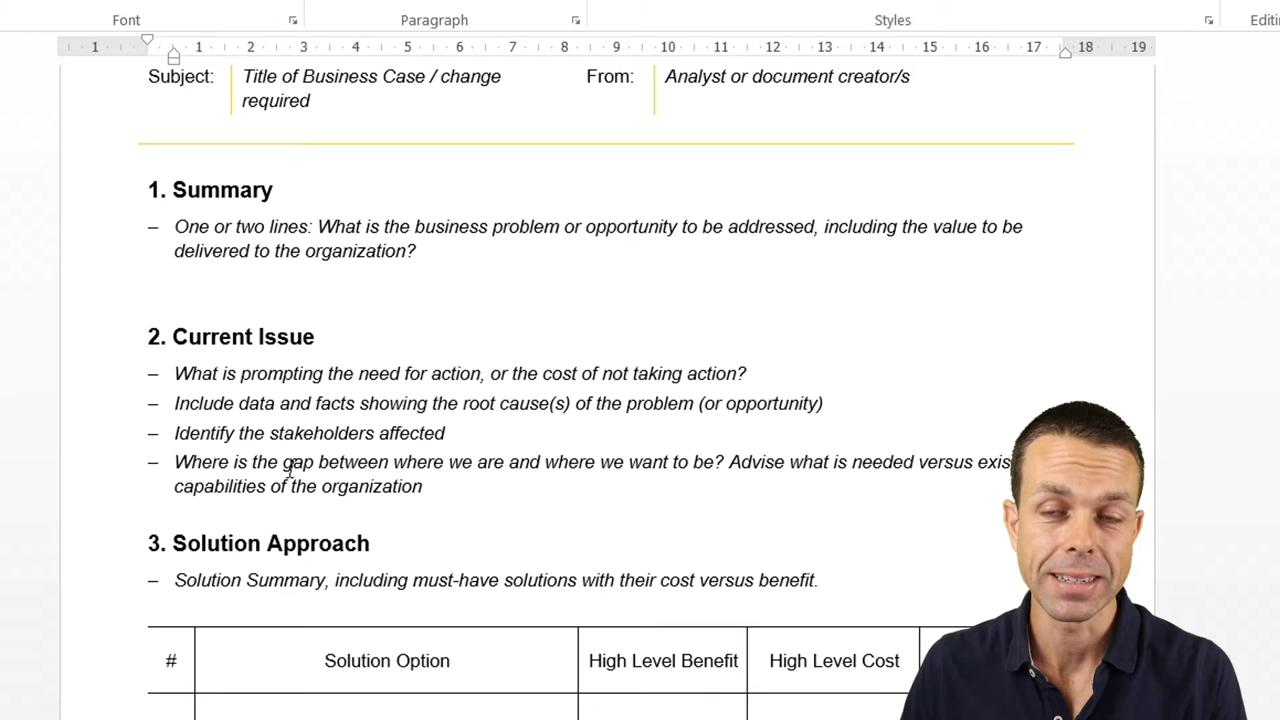 Font Paragraph Styles
1 1 2 3 4 5 6 7 8 9 10 11 12 13 14 15 16 17 18 19
Subject: Title of Business Case / change From: Analyst or document creator/s
required
1. Summary
– One or two lines: What is the business problem or opportunity to be addressed, including the value to be
delivered to the organization?
2. Current Issue
– What is prompting the need for action, or the cost of not taking action?
– Include data and facts showing the root cause(s) of the problem (or opportunity)
– Identify the stakeholders affected
– Where is the gap between where we are and where we want to be? Advise what is needed versus
capabilities of the organization
3. Solution Approach
– Solution Summary, including must-have solutions with their cost versus benefit.
# Solution Option High Level Benefit High Level Cost